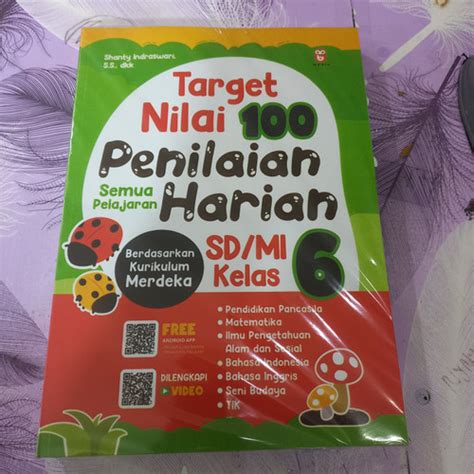 Shanty Indraswari,
S.S., dkk
Target
Nilai 100
Penilaian
Semua
Pelajaran
Harian
SD/MI
Kelas 6
Berdasarkan
Kurikulum
Merdeka
FREE
ANDROID APP
DILENGKAPI
VIDEO
• Pendidikan Pancasila
• Matematika
• Ilmu Pengetahuan
Alam dan Sosial
• Bahasa Indonesia
• Bahasa Inggris
• Seni Budaya
• TIK